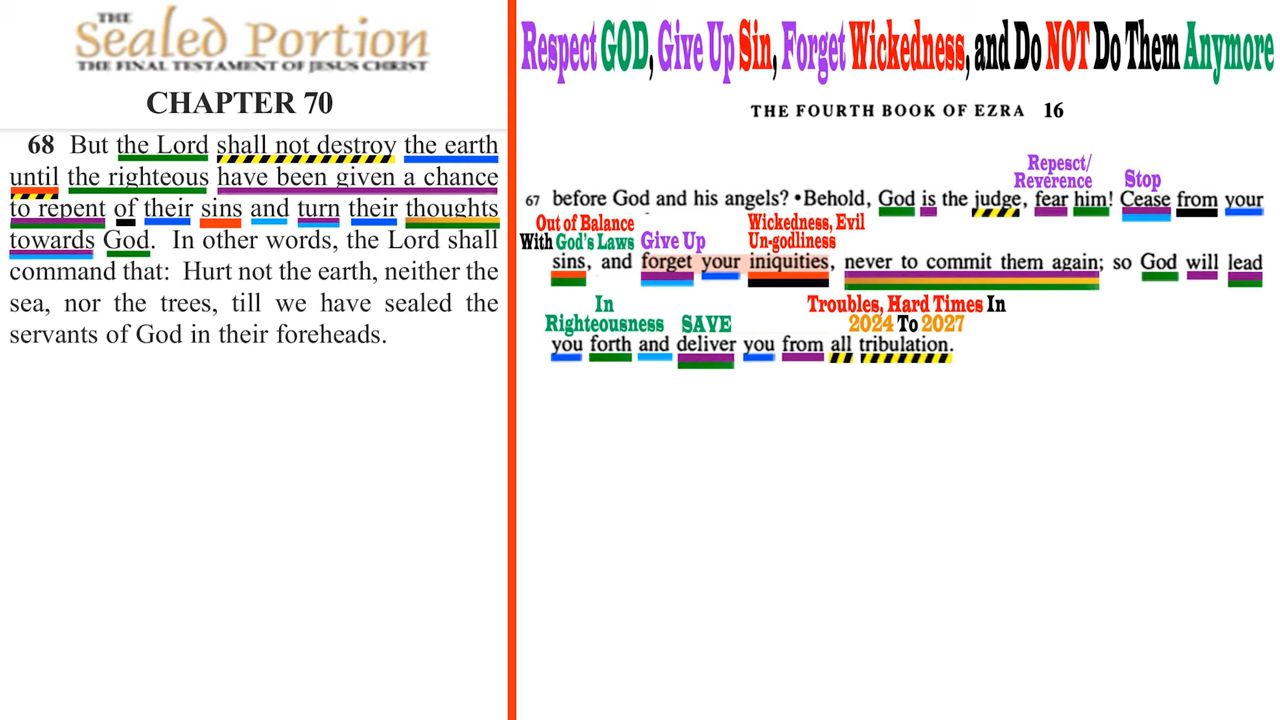 THE
Sealed Portion
THE FINAL TESTAMENT OF JESUS CHRIST
CHAPTER 70
68 But the Lord shall not destroy the earth
until the righteous have been given a chance
to repent of their sins and turn their thoughts
towards God. In other words, the Lord shall
command that: Hurt not the earth, neither the
sea, nor the trees, till we have sealed the
servants of God in their foreheads.
Respect GOD, Give Up Sin, Forget Wickedness, and Do NOT Do Them Anymore
THE FOURTH BOOK OF EZRA 16
Repesct/
Reverence Stop
67 before God and his angels? •Behold, God is the judge, fear him! Cease from your
Out of Balance Wickedness, Evil
With God's Laws Give Up Un-godliness
sins, and forget your iniquities, never to commit them again; so God will lead
In Troubles, Hard Times In
Righteousness SAVE 2024 To 2027
you forth and deliver you from all tribulation.